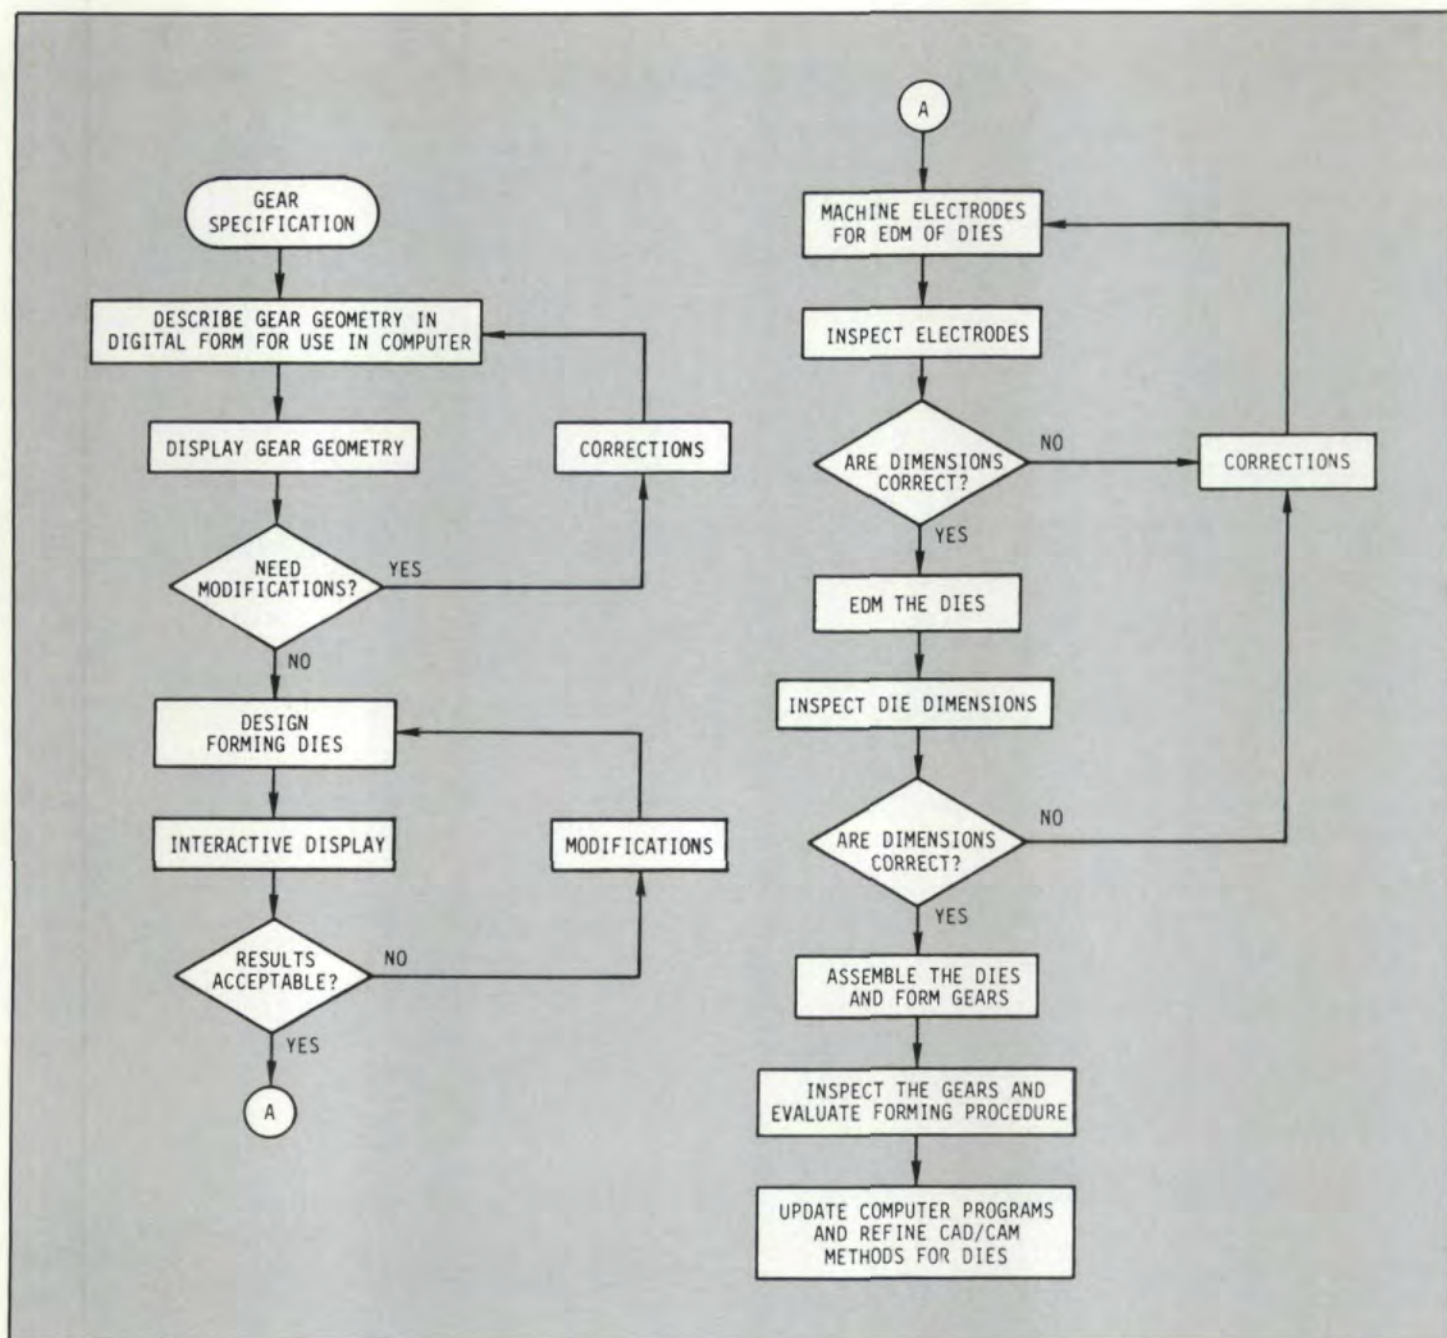 GEAR
SPECIFICATION
DESCRIBE GEAR GEOMETRY IN
DIGITAL FORM FOR USE IN COMPUTER
DISPLAY GEAR GEOMETRY
CORRECTIONS
NEED
MODIFICATIONS?
YES
NO
DESIGN
FORMING DIES
INTERACTIVE DISPLAY
MODIFICATIONS
RESULTS
ACCEPTABLE?
NO
YES
A
A
MACHINE ELECTRODES
FOR EDM OF DIES
INSPECT ELECTRODES
ARE DIMENSIONS
CORRECT?
NO
CORRECTIONS
YES
EDM THE DIES
INSPECT DIE DIMENSIONS
ARE DIMENSIONS
CORRECT?
NO
YES
ASSEMBLE THE DIES
AND FORM GEARS
INSPECT THE GEARS AND
EVALUATE FORMING PROCEDURE
UPDATE COMPUTER PROGRAMS
AND REFINE CAD/CAM
METHODS FOR DIES